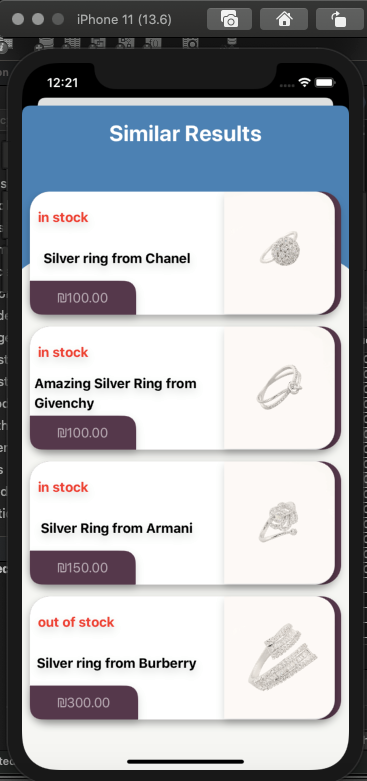 iPhone 11 (13.6)
12:21
Similar Results
in stock
Silver ring from Chanel
₪100.00
in stock
Amazing Silver Ring from
Givenchy
₪100.00
in stock
Silver Ring from Armani
₪150.00
out of stock
Silver ring from Burberry
₪300.00